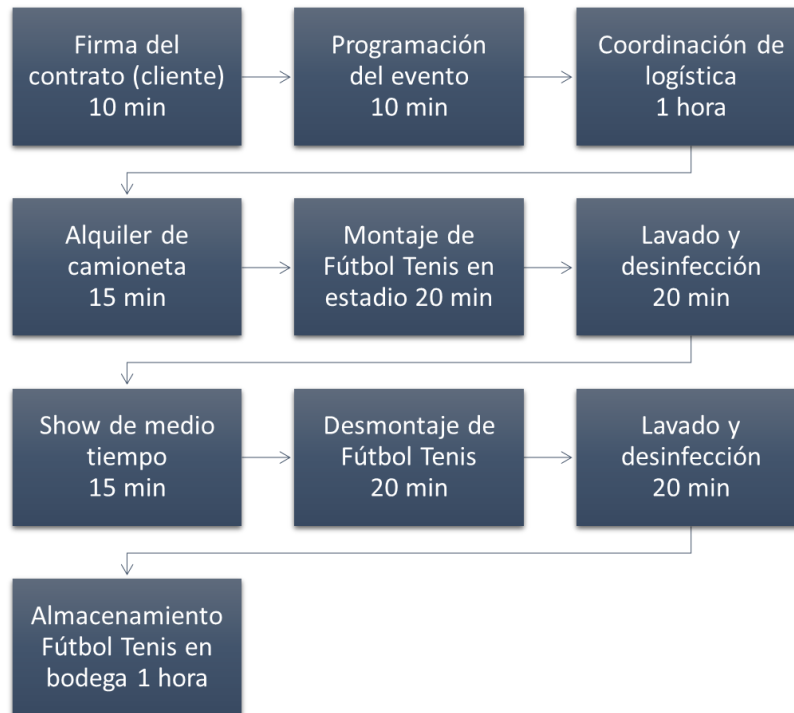 Firma del
contrato (cliente)
10 min
Programación
del evento
10 min
Coordinación de
logística
1 hora
Alquiler de
camioneta
15 min
Montaje de
Fútbol Tenis en
estadio 20 min
Lavado y
desinfección
20 min
Show de medio
tiempo
15 min
Desmontaje de
Fútbol Tenis
20 min
Lavado y
desinfección
20 min
Almacenamiento
Fútbol Tenis en
bodega 1 hora